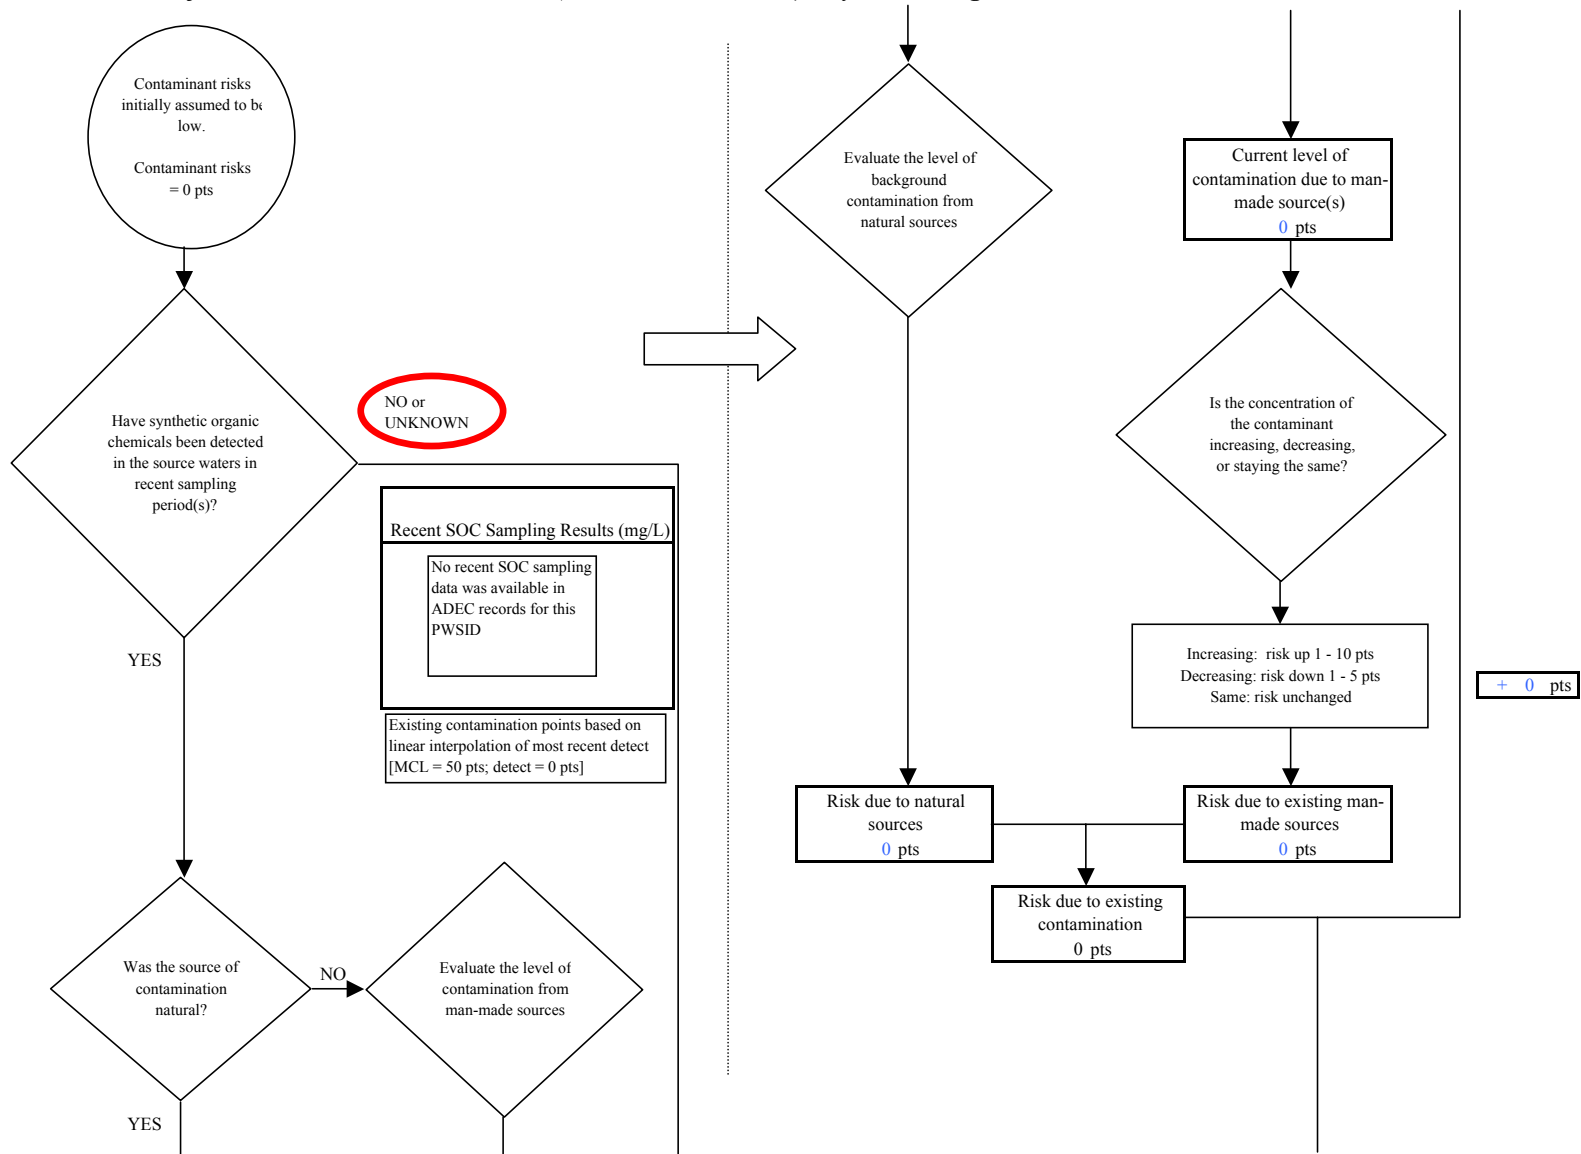 Contaminant risks
initially assumed to be
low.
Contaminant risks
= 0 pts
Have synthetic organic
chemicals been detected
in the source waters in
recent sampling
period(s)?
NO or
UNKNOWN
Recent SOC Sampling Results (mg/L)
No recent SOC sampling
data was available in
ADEC records for this
PWSID
Existing contamination points based on
linear interpolation of most recent detect
[MCL = 50 pts; detect = 0 pts]
YES
Was the source of
contamination
natural?
NO
Evaluate the level of
contamination from
man-made sources
YES
Evaluate the level of
background
contamination from
natural sources
Current level of
contamination due to man-
made source(s)
0 pts
Is the concentration of
the contaminant
increasing, decreasing,
or staying the same?
Increasing: risk up 1 - 10 pts
Decreasing: risk down 1 - 5 pts
Same: risk unchanged
+ 0 pts
Risk due to natural
sources
0 pts
Risk due to existing man-
made sources
0 pts
Risk due to existing
contamination
0 pts